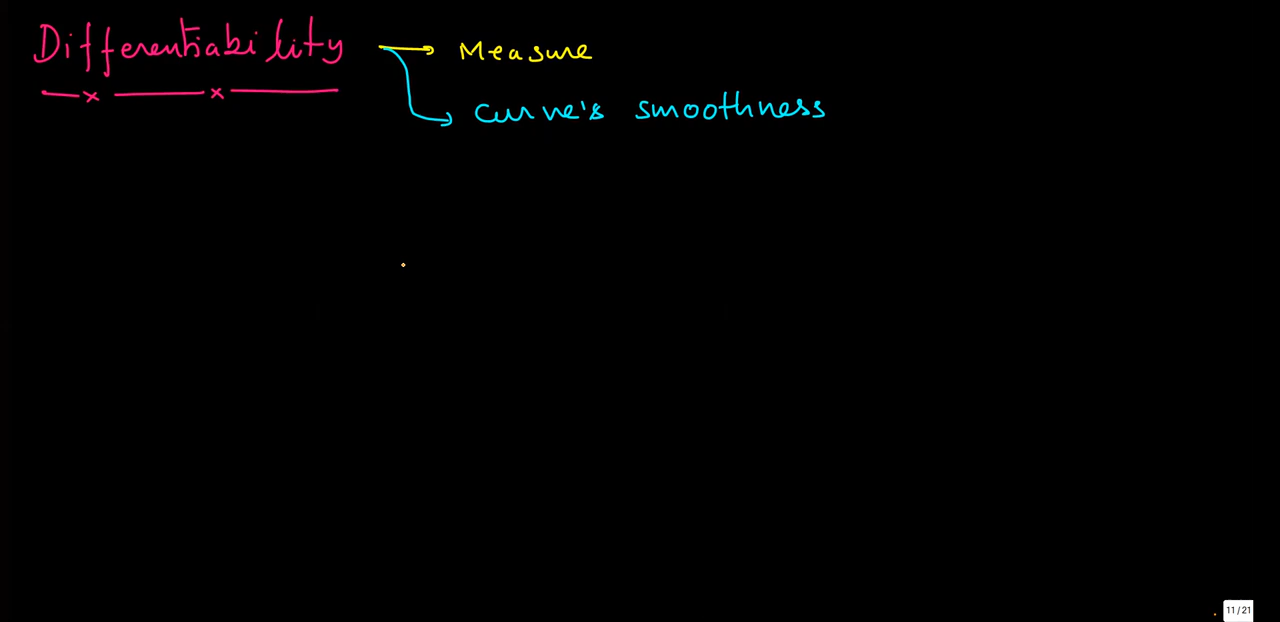 Differentiability → Measure
→ Curve's smoothness
11 / 21